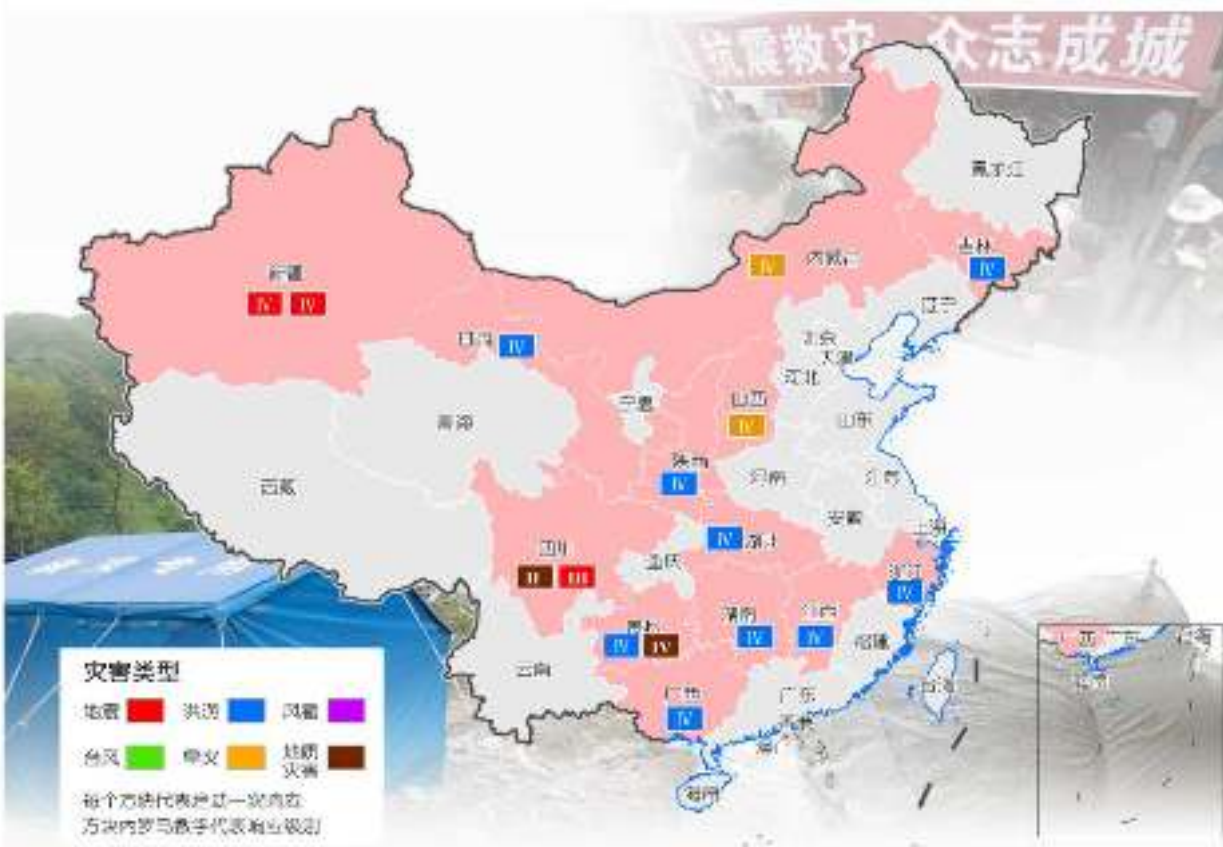 抗震救灾 众志成城
黑龙江
吉林
IV
内蒙古
IV
辽宁
新疆
IV IV
甘肃
IV
北京
天津
河北
宁夏
山西
IV
山东
青海
陕西
IV
河南
江苏
西藏
安徽
上海
四川
II III
重庆
湖北
IV
浙江
IV
贵州
IV IV
湖南
IV
江西
IV
福建
云南
广西
IV
广东
台湾
海南
灾害类型
地震 洪涝 风雹
台风 旱灾 地质
灾害
每个方块代表启动一次响应
方块内罗马数字代表响应级别